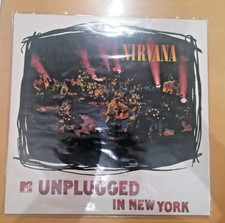 NIRVANA
MTV UNPLUGGED
IN NEW YORK